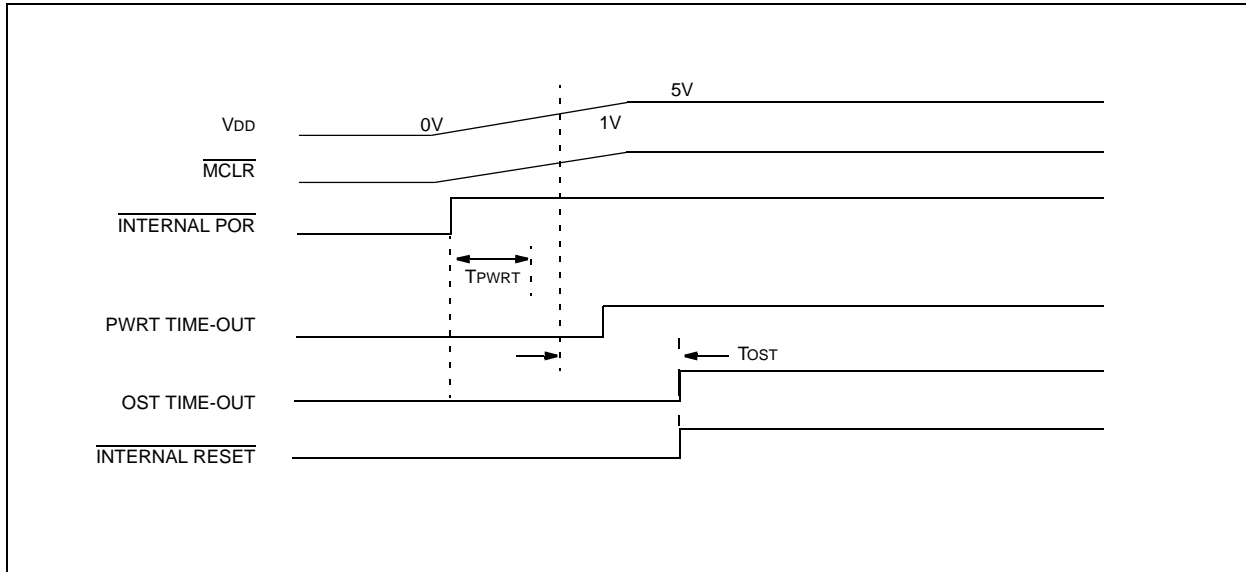 5V
VDD
0V
1V
MCLR
INTERNAL POR
TPWRT
PWRT TIME-OUT
TOST
OST TIME-OUT
INTERNAL RESET